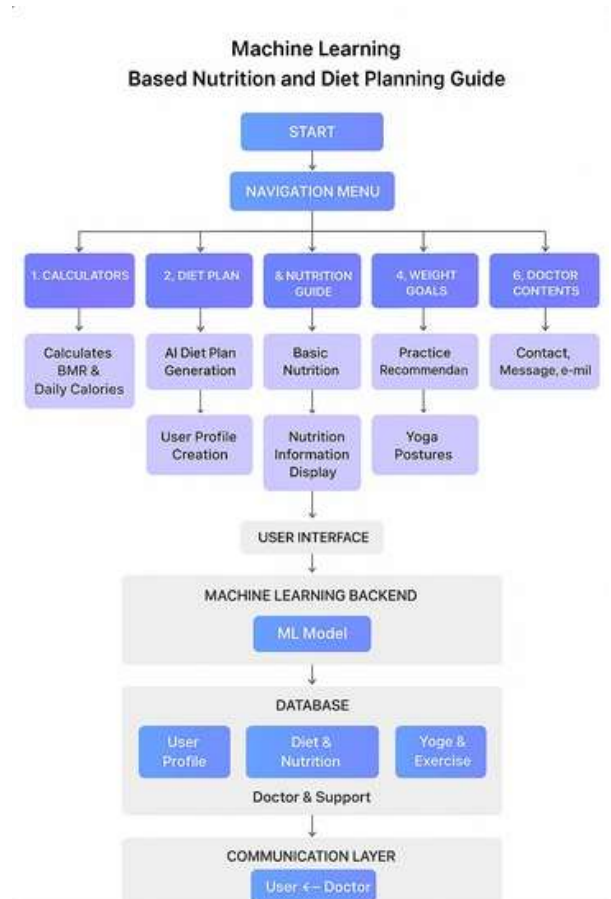 Machine Learning
Based Nutrition and Diet Planning Guide
START
NAVIGATION MENU
1. CALCULATORS
2, DIET PLAN
& NUTRITION
GUIDE
4, WEIGHT
GOALS
6, DOCTOR
CONTENTS
Calculates
BMR &
Daily Calories
AI Diet Plan
Generation
Basic
Nutrition
Practice
Recommendan
Contact,
Message, e-mil
User Profile
Creation
Nutrition
Information
Display
Yoga
Postures
USER INTERFACE
MACHINE LEARNING BACKEND
ML Model
DATABASE
User
Profile
Diet &
Nutrition
Yoge &
Exercise
Doctor & Support
COMMUNICATION LAYER
User ← Doctor